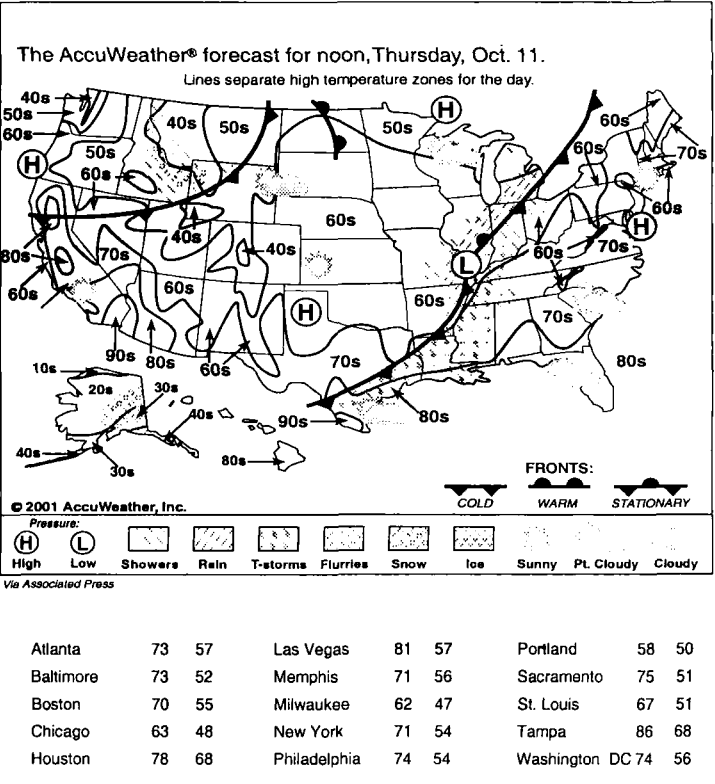 The AccuWeather® forecast for noon, Thursday, Oct. 11.
Lines separate high temperature zones for the day.
40s
50s
60s
50s
60s
40s
50s
50s
60s
60s
70s
60s
70s
60s
80s
60s
70s
40s
60s
40s
60s
60s
70s
80s
90s
80s
60s
70s
80s
90s
H
H
H
H
L
10s
20s
30s
40s
40s
30s
80s
FRONTS:
COLD WARM STATIONARY
© 2001 AccuWeather, Inc.
Pressure:
H L
High Low Showers Rain T-storms Flurries Snow Ice Sunny Pt. Cloudy Cloudy
Via Associated Press
Atlanta 73 57 Las Vegas 81 57 Portland 58 50
Baltimore 73 52 Memphis 71 56 Sacramento 75 51
Boston 70 55 Milwaukee 62 47 St. Louis 67 51
Chicago 63 48 New York 71 54 Tampa 86 68
Houston 78 68 Philadelphia 74 54 Washington DC 74 56